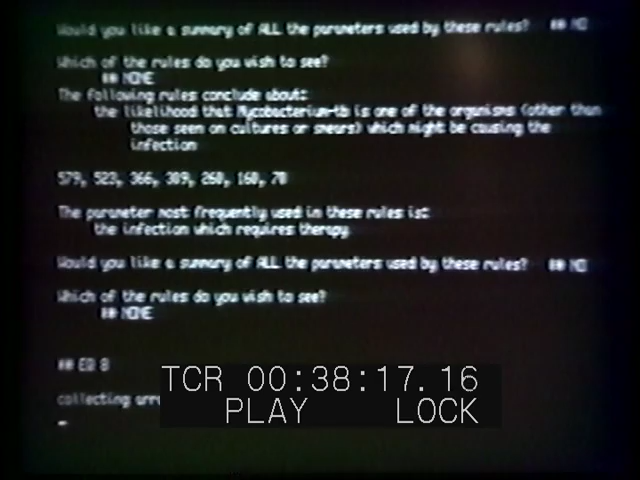 Would you like a summary of ALL the parameters used by these rules? ** NO
Which of the rules do you wish to see?
** NONE
The following rules conclude about:
the likelihood that Mycobacterium-tb is one of the organisms (other than
those seen on cultures or smears) which might be causing the
infection
579, 523, 366, 309, 260, 160, 70
The parameter most frequently used in these rules is:
the infection which requires therapy
Would you like a summary of ALL the parameters used by these rules? ** NO
Which of the rules do you wish to see?
** NONE
** EQ 8
collecting
TCR 00:38:17.16
PLAY LOCK